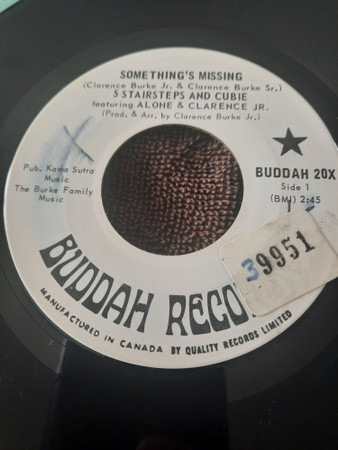 SOMETHING'S MISSING
(Clarence Burke Jr. & Clarence Burke Sr.)
5 STAIRSTEPS AND CUBIE
featuring ALOHE & CLARENCE JR.
(Prod. & Arr. by Clarence Burke Jr.)
Pub. Kama Sutra
Music
The Burke Family
Music
BUDDAH 20X
Side 1
(BMI) 2:45
39951
BUDDAH RECO
MANUFACTURED IN CANADA BY QUALITY RECORDS LIMITED